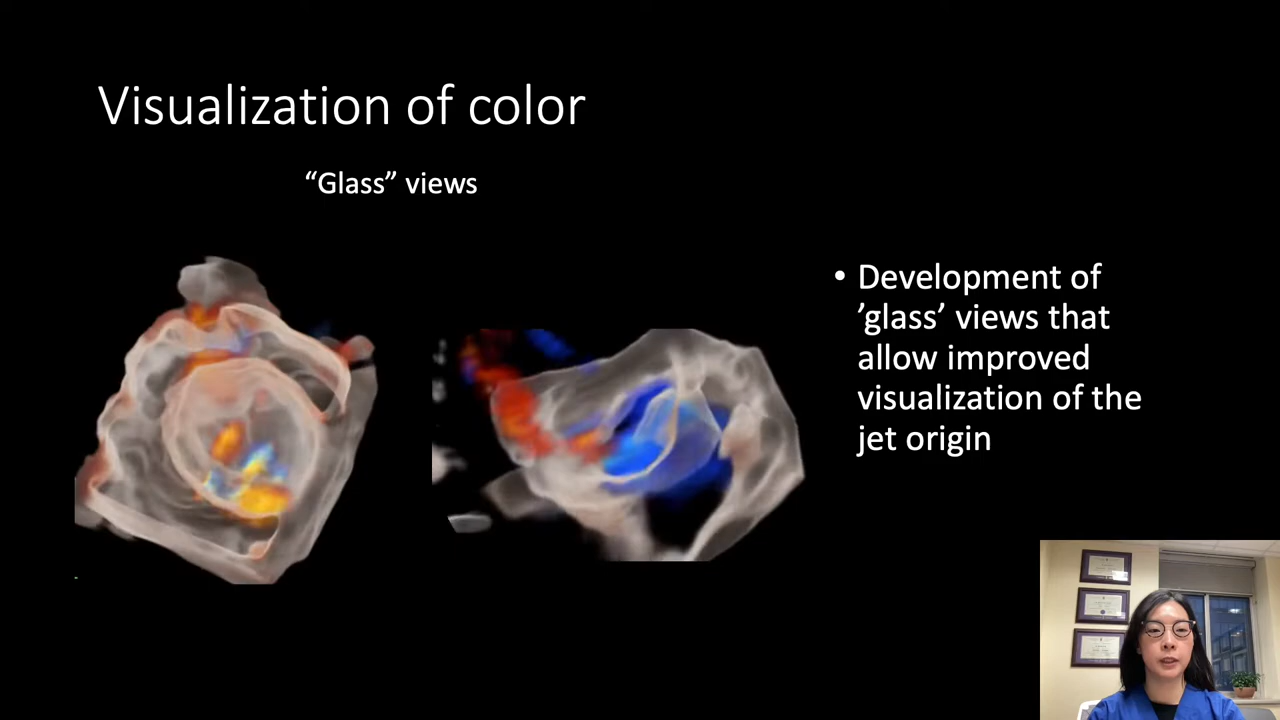 Visualization of color
“Glass” views
• Development of
’glass’ views that
allow improved
visualization of the
jet origin